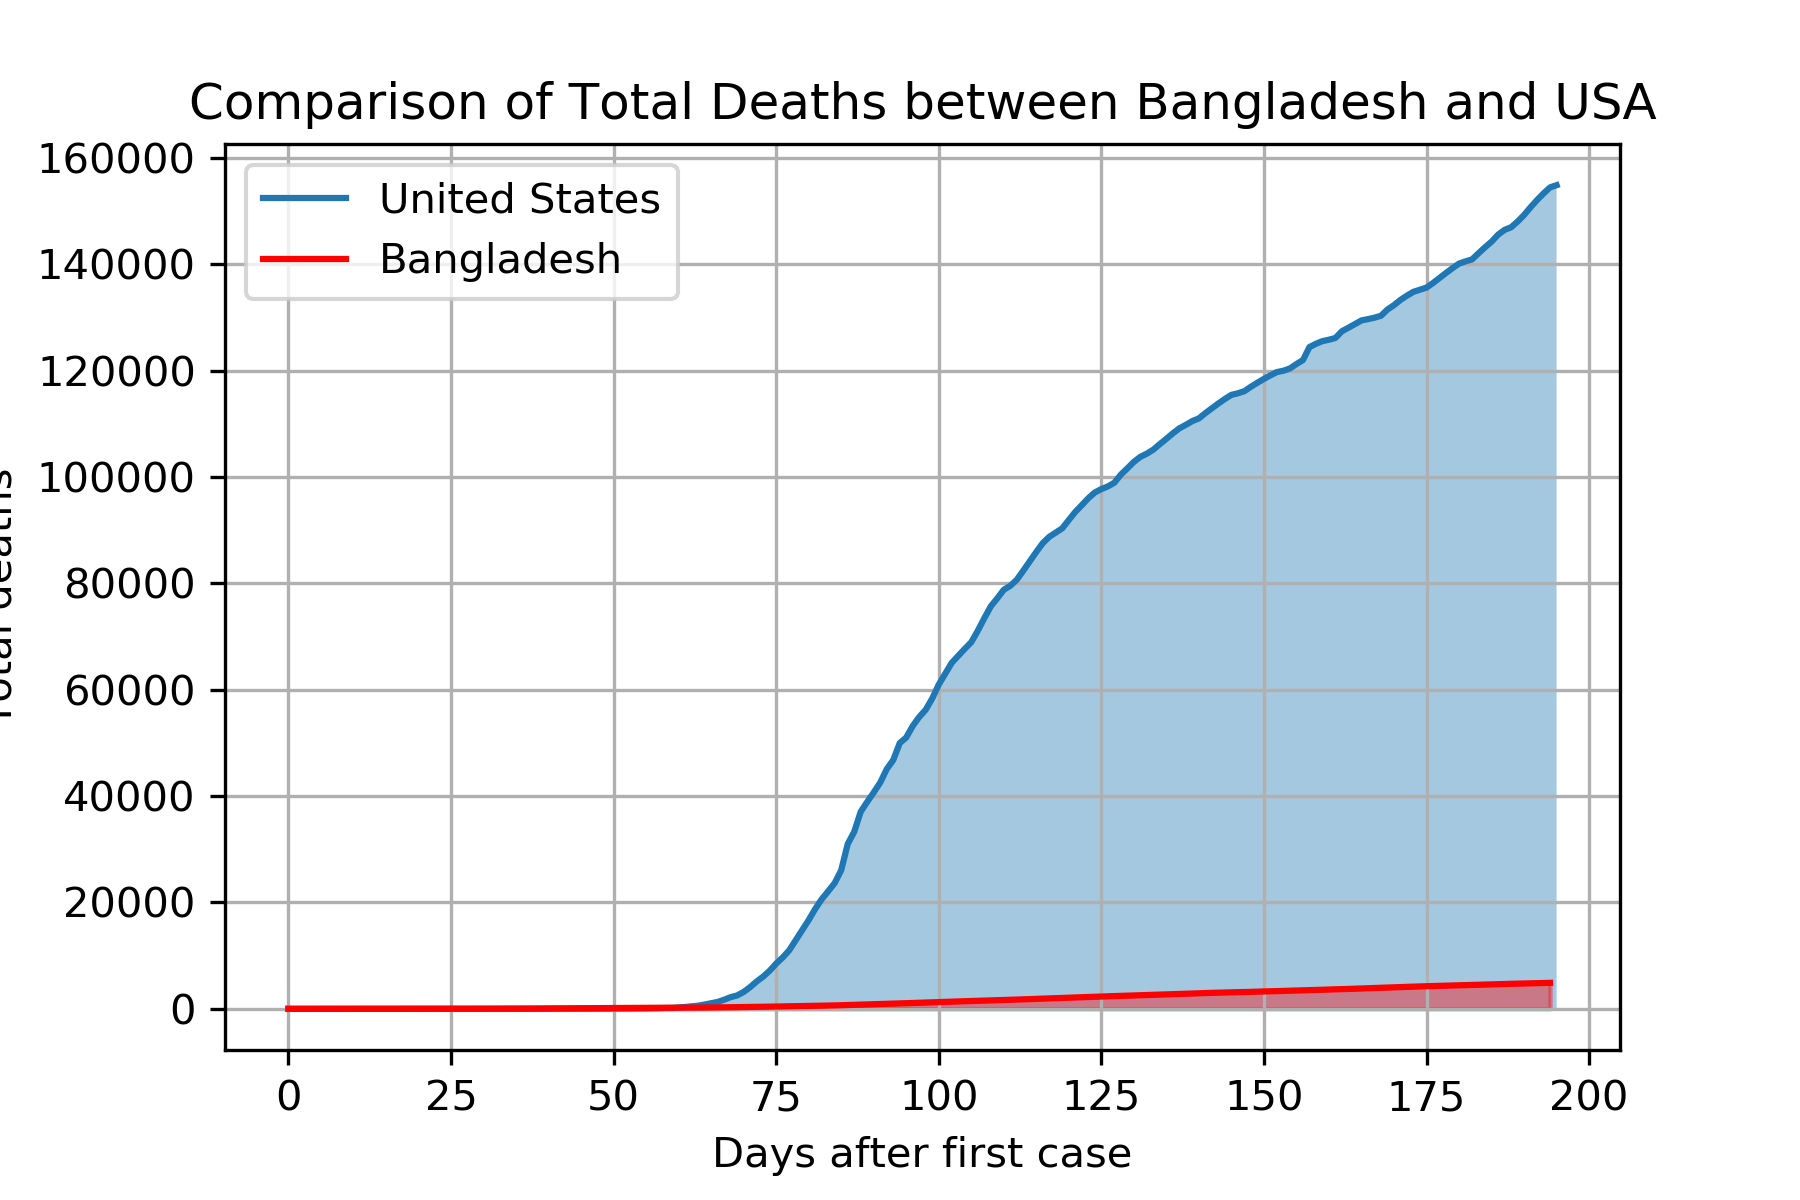 Comparison of Total Deaths between Bangladesh and USA
United States
Bangladesh
160000
140000
120000
100000
80000
60000
40000
20000
0
Total deaths
0 25 50 75 100 125 150 175 200
Days after first case